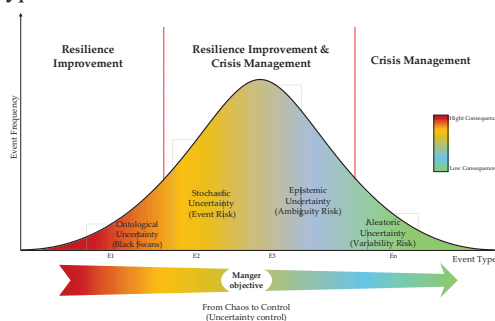 Resilience
Improvement
Resilience Improvement &
Crisis Management
Crisis Management
Event Frequency
Hight Consequence
Low Consequence
Stochastic
Uncertainty
(Event Risk)
Epistemic
Uncertainty
(Ambiguity Risk)
Ontological
Uncertainty
(Black Swans)
Aleatoric
Uncertainty
(Variability Risk)
E1
E2
E3
En
Event Type
Manger
objective
From Chaos to Control
(Uncertainty control)